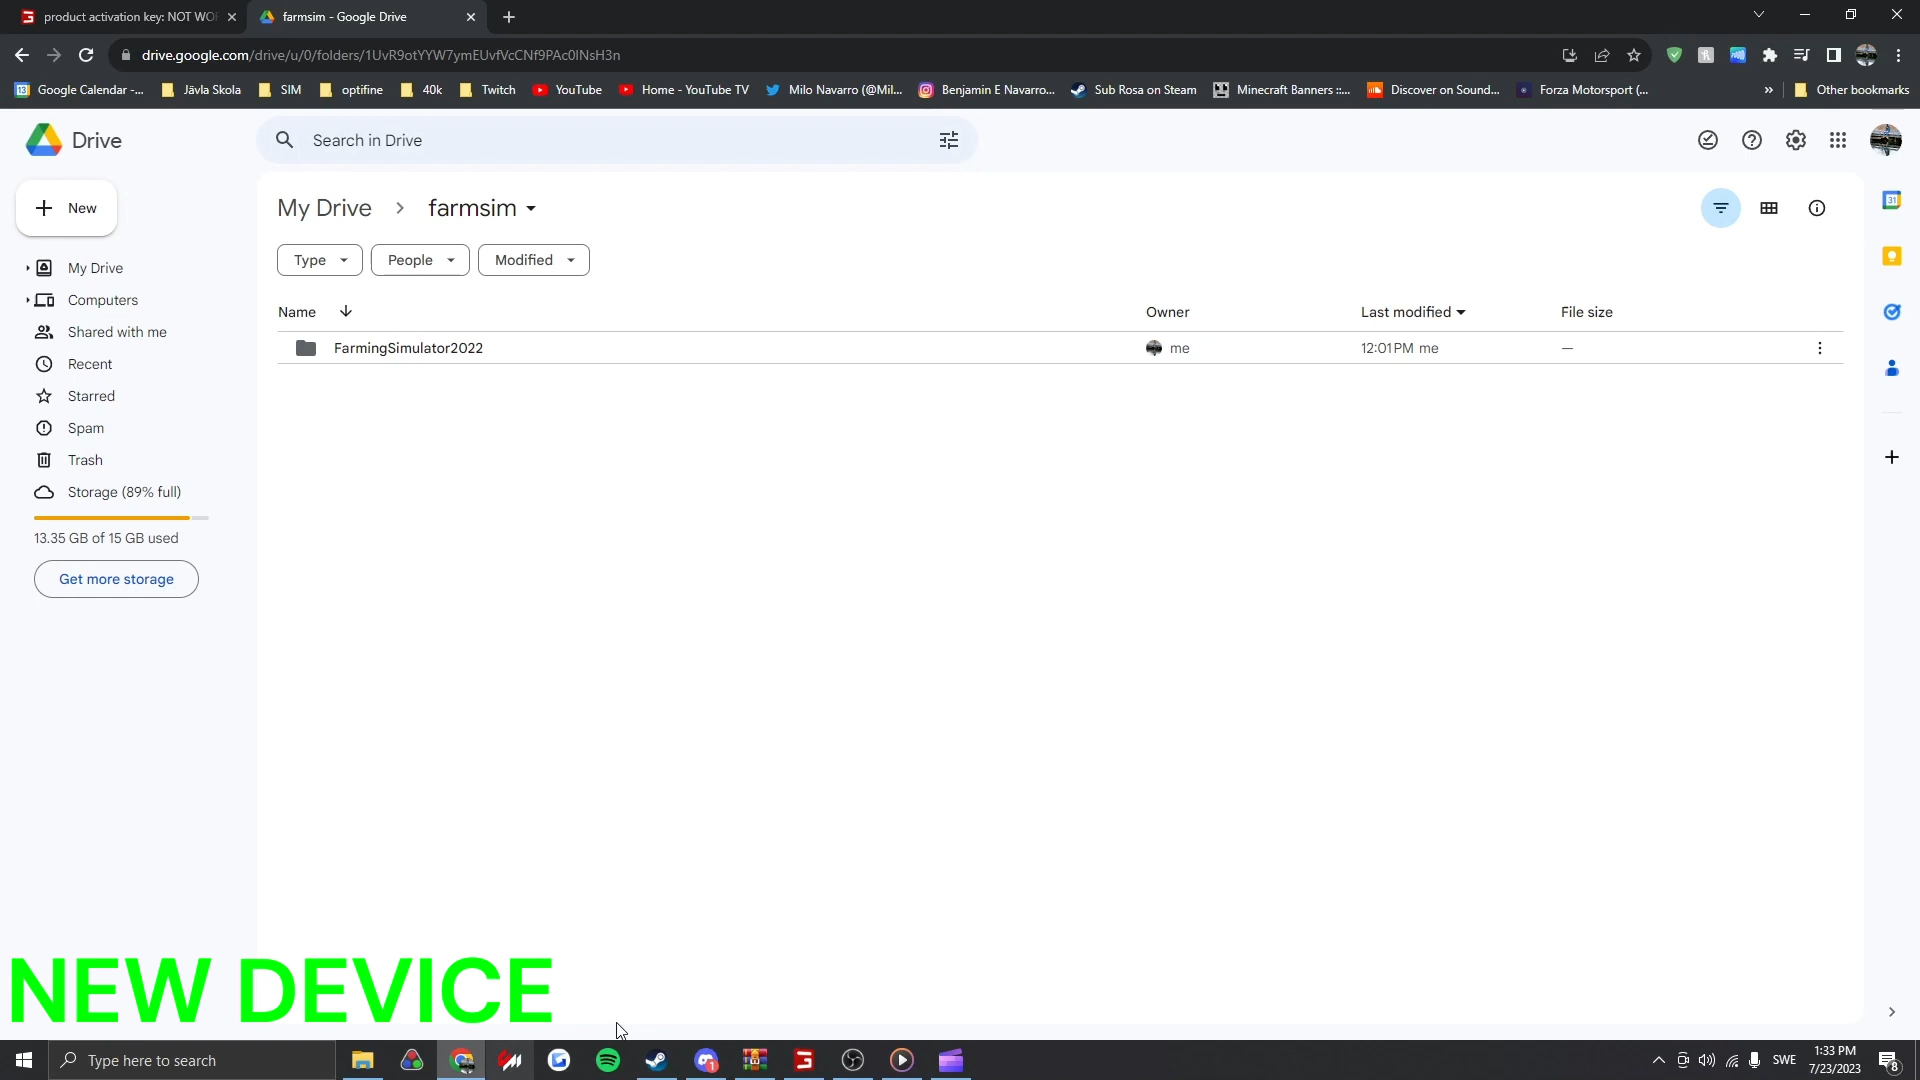 product activation key: NOT WOR
farmsim - Google Drive
drive.google.com/drive/u/0/folders/1UvR9otYYW7ymEUvfVcCNf9PAc0lNsH3n
Google Calendar -...
Jävla Skola
SIM
optifine
40k
Twitch
YouTube
Home - YouTube TV
Milo Navarro (@Mil...
Benjamin E Navarro...
Sub Rosa on Steam
Minecraft Banners ::...
Discover on Sound...
Forza Motorsport (...
»
Other bookmarks
Drive
Search in Drive
New
My Drive > farmsim
Type
People
Modified
My Drive
Computers
Shared with me
Recent
Starred
Spam
Trash
Storage (89% full)
13.35 GB of 15 GB used
Get more storage
Name Owner Last modified File size
FarmingSimulator2022 me 12:01 PM me —
31
NEW DEVICE
Type here to search
SWE
1:33 PM
7/23/2023
8